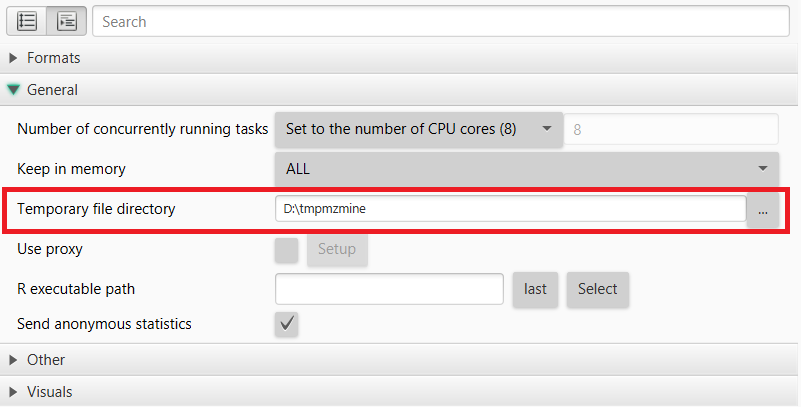 Search
Formats
General
Number of concurrently running tasks Set to the number of CPU cores (8) 8
Keep in memory ALL
Temporary file directory D:\tmpmzmine ...
Use proxy Setup
R executable path last Select
Send anonymous statistics
Other
Visuals